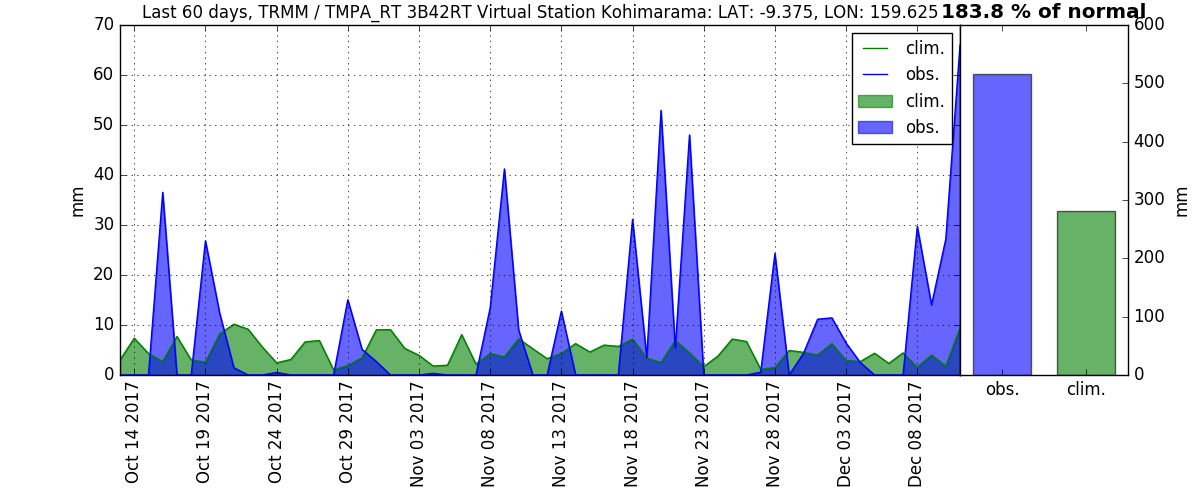 Last 60 days, TRMM / TMPA_RT 3B42RT Virtual Station Kohimarama: LAT: -9.375, LON: 159.625 183.8 % of normal
70
60
50
40
30
20
10
0
mm
clim.
obs.
clim.
obs.
600
500
400
300
200
100
0
mm
Oct 14 2017
Oct 19 2017
Oct 24 2017
Oct 29 2017
Nov 03 2017
Nov 08 2017
Nov 13 2017
Nov 18 2017
Nov 23 2017
Nov 28 2017
Dec 03 2017
Dec 08 2017
obs.
clim.